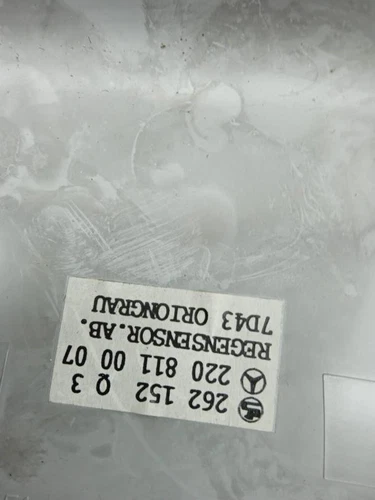 262 152 Q 3
220 811 00 07
REGENSENSOR.AB.
7D43 ORIONGRAU